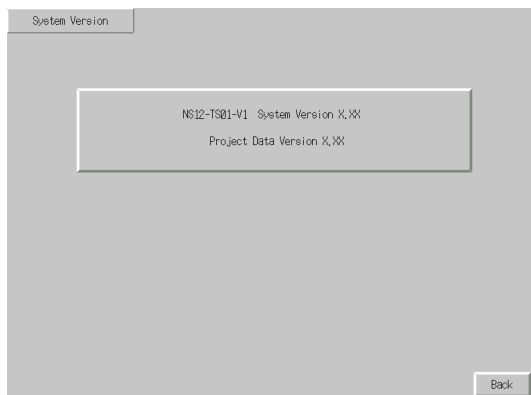 System Version
NS12-TS01-V1 System Version X.XX
Project Data Version X.XX
Back